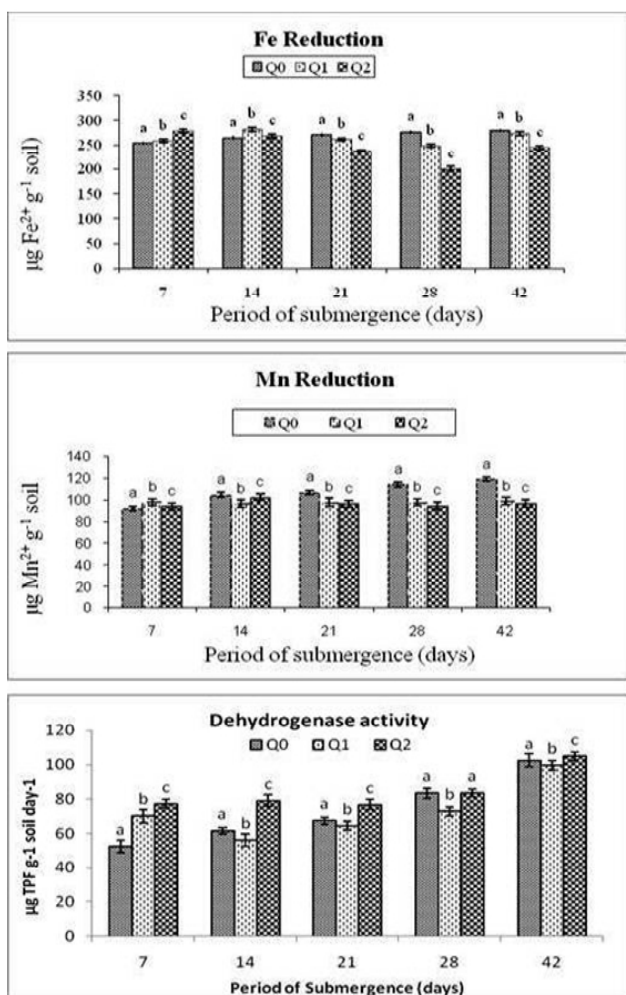 Fe Reduction
Q0 Q1 Q2
µg Fe²⁺ g⁻¹ soil
350
300
250
200
150
100
50
0
a b c a b c a b c a b c a b c
7 14 21 28 42
Period of submergence (days)
Mn Reduction
Q0 Q1 Q2
µg Mn²⁺ g⁻¹ soil
140
120
100
80
60
40
20
0
a b c a b c a b c a b c a b c
7 14 21 28 42
Period of submergence (days)
Dehydrogenase activity
Q0 Q1 Q2
µg TPF g-1 soil day-1
120
100
80
60
40
20
0
a b c a b c a b c a b a a b c
7 14 21 28 42
Period of Submergence (days)